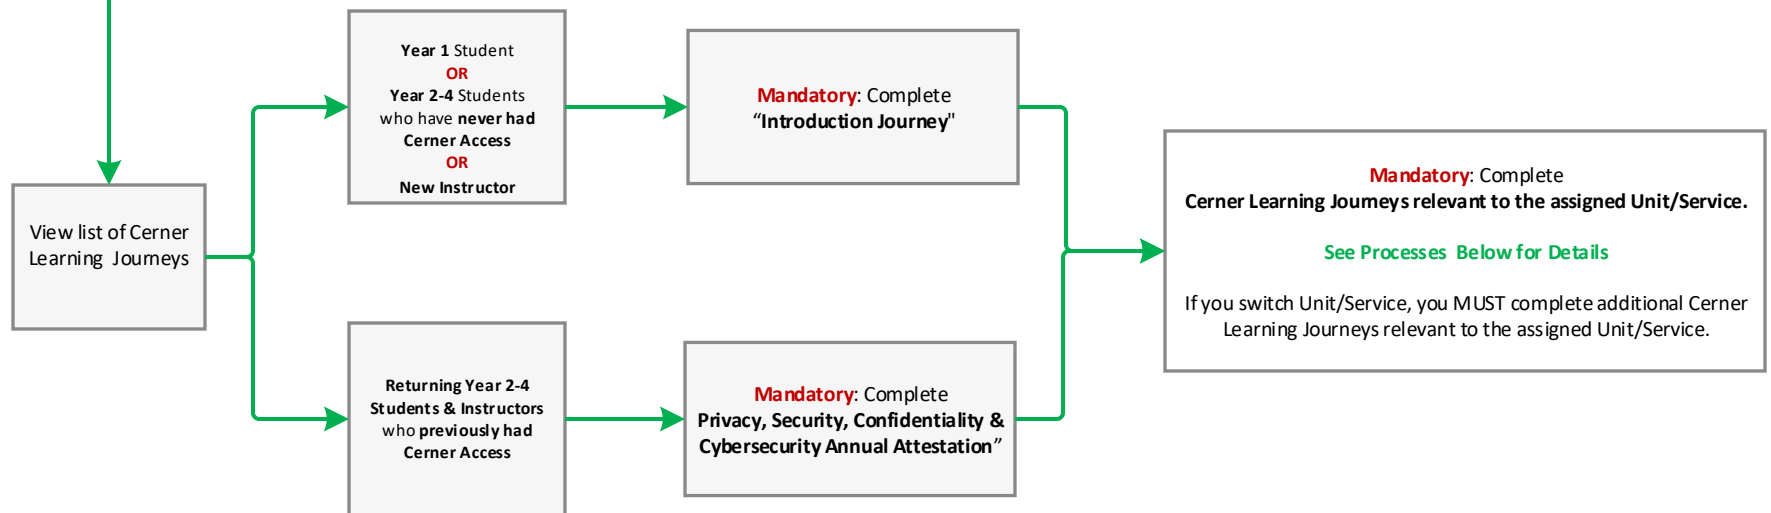 View list of Cerner
Learning Journeys
Year 1 Student
OR
Year 2-4 Students
who have never had
Cerner Access
OR
New Instructor
Mandatory: Complete
“Introduction Journey"
Returning Year 2-4
Students & Instructors
who previously had
Cerner Access
Mandatory: Complete
Privacy, Security, Confidentiality &
Cybersecurity Annual Attestation”
Mandatory: Complete
Cerner Learning Journeys relevant to the assigned Unit/Service.
See Processes Below for Details
If you switch Unit/Service, you MUST complete additional Cerner
Learning Journeys relevant to the assigned Unit/Service.